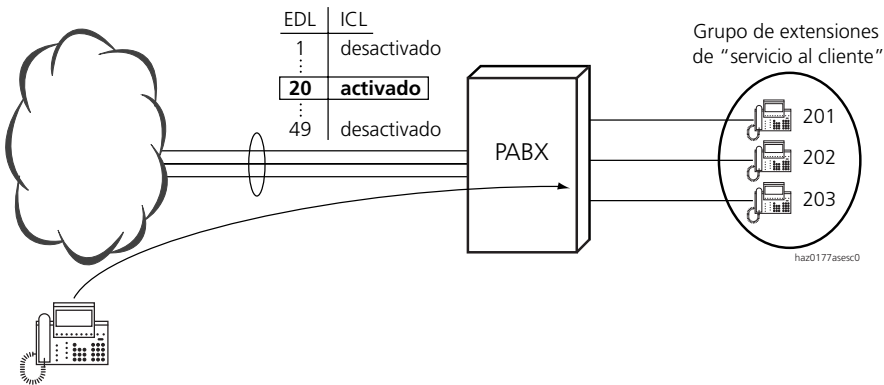 EDL ICL
1 desactivado
20 activado
49 desactivado
PABX
Grupo de extensiones
de “servicio al cliente”
201
202
203
haz0177asesc0